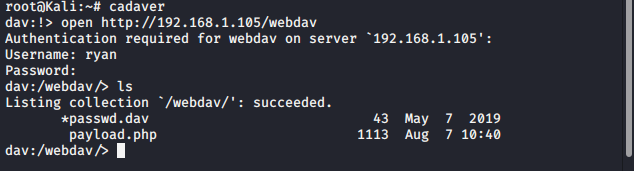 root@Kali:~# cadaver
dav:!> open http://192.168.1.105/webdav
Authentication required for webdav on server `192.168.1.105':
Username: ryan
Password:
dav:/webdav/> ls
Listing collection `/webdav/': succeeded.
        *passwd.dav                            43  May  7  2019
         payload.php                         1113  Aug  7 10:40
dav:/webdav/>